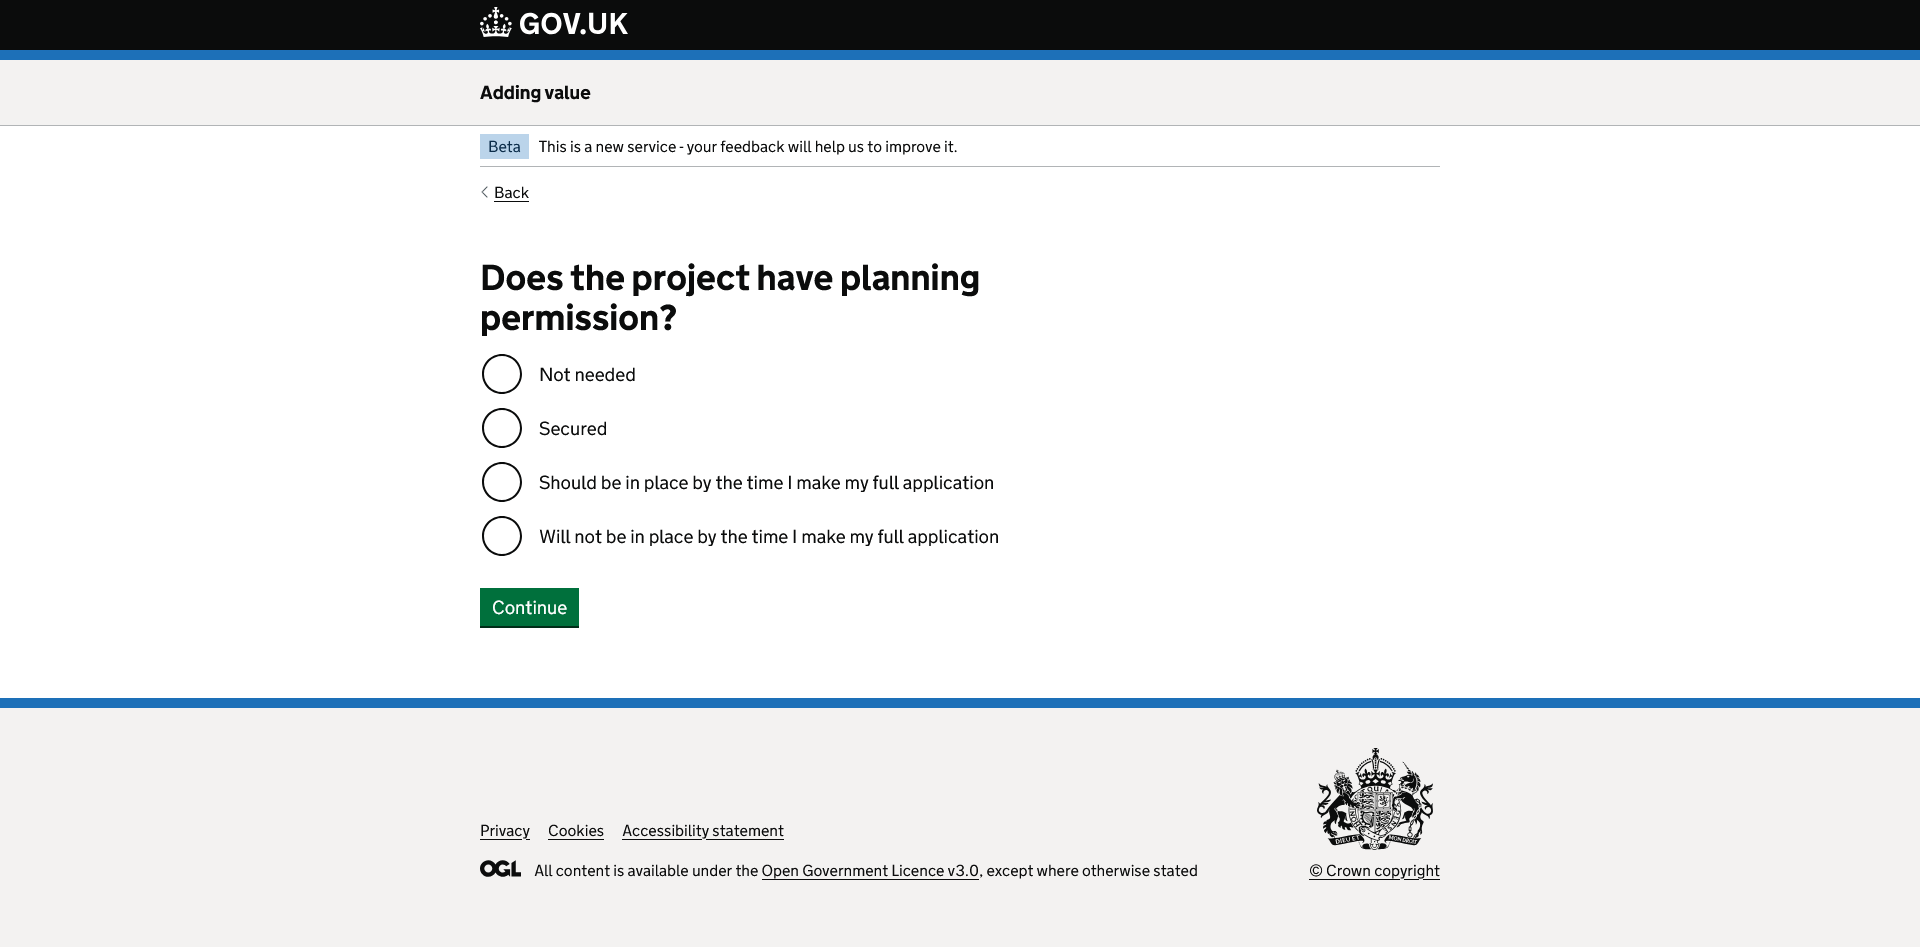 GOV.UK
Adding value
Beta This is a new service - your feedback will help us to improve it.
Back
Does the project have planning
permission?
Not needed
Secured
Should be in place by the time I make my full application
Will not be in place by the time I make my full application
Continue
Privacy Cookies Accessibility statement
OGL All content is available under the Open Government Licence v3.0, except where otherwise stated
© Crown copyright